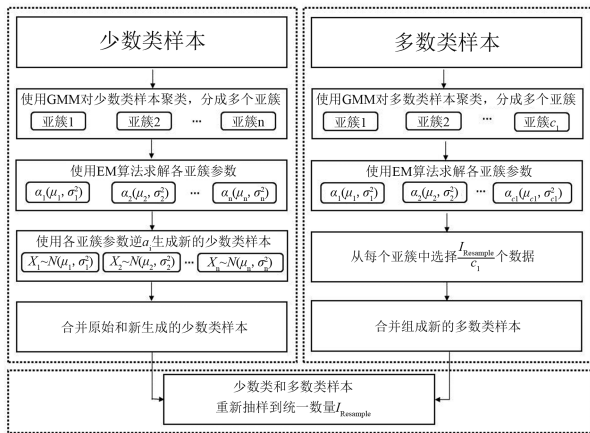 少数类样本
使用GMM对少数类样本聚类，分成多个亚簇
亚簇1 亚簇2 ··· 亚簇n
使用EM算法求解各亚簇参数
α₁(μ₁, σ₁²) α₂(μ₂, σ₂²) ··· αₙ(μₙ, σₙ²)
使用各亚簇参数逆a₁生成新的少数类样本
X₁~N(μ₁, σ₁²) X₂~N(μ₂, σ₂²) ··· Xₙ~N(μₙ, σₙ²)
合并原始和新生成的少数类样本
多数类样本
使用GMM对多数类样本聚类，分成多个亚簇
亚簇1 亚簇2 ··· 亚簇c₁
使用EM算法求解各亚簇参数
α₁(μ₁, σ₁²) α₂(μ₂, σ₂²) ··· α_c1(μ_c1, σ_c1²)
从每个亚簇中选择I_Resample/c₁个数据
合并组成新的多数类样本
少数类和多数类样本
重新抽样到统一数量I_Resample